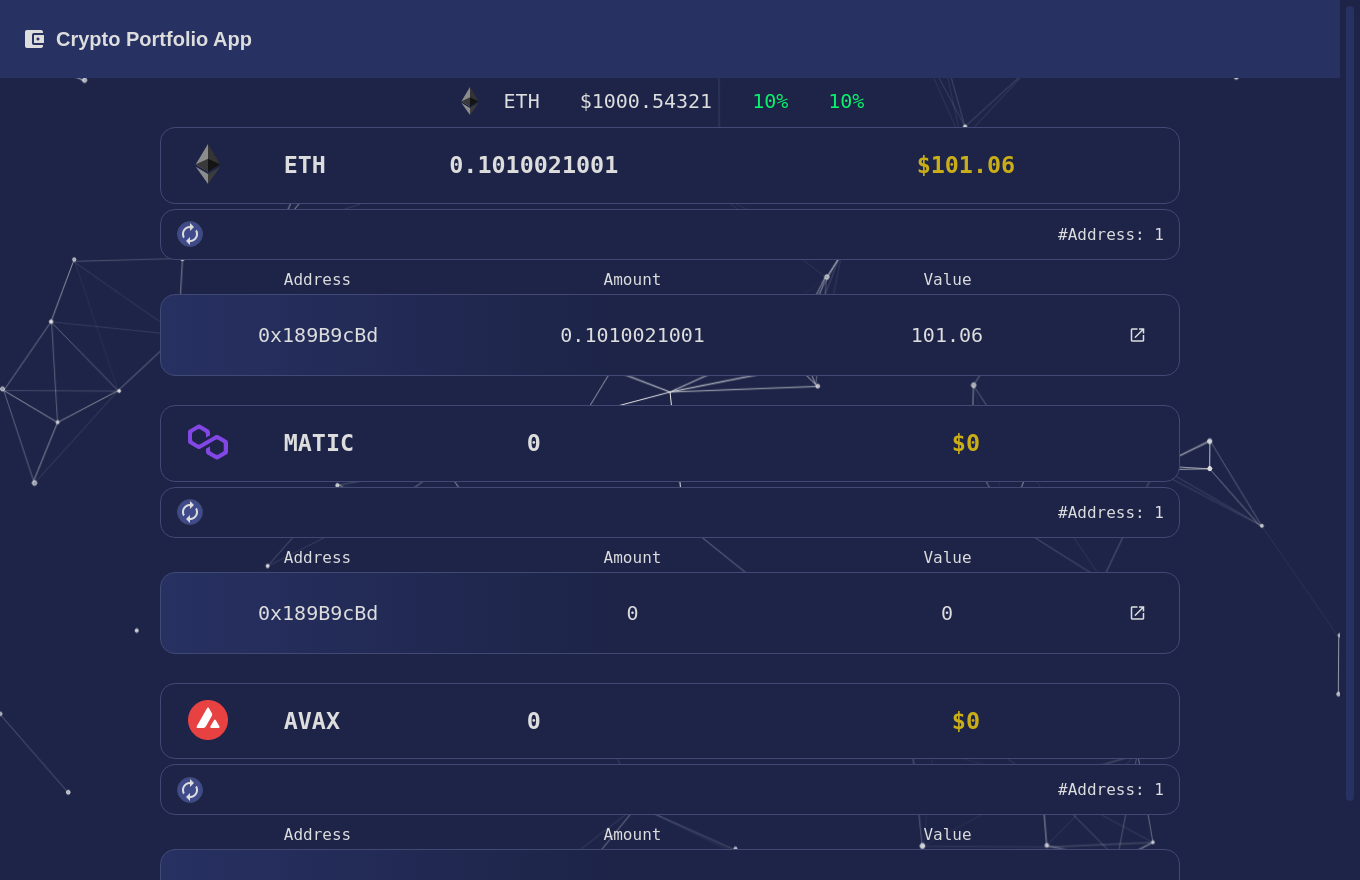 Crypto Portfolio App
ETH $1000.54321 10% 10%
ETH 0.1010021001 $101.06
#Address: 1
Address Amount Value
0x189B9cBd 0.1010021001 101.06
MATIC 0 $0
#Address: 1
Address Amount Value
0x189B9cBd 0 0
AVAX 0 $0
#Address: 1
Address Amount Value